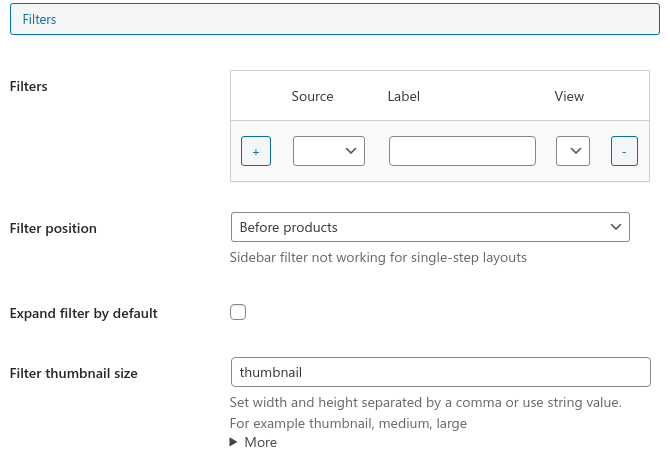 Filters
Filters
Source Label View
+ -
Filter position
Before products
Sidebar filter not working for single-step layouts
Expand filter by default
Filter thumbnail size
thumbnail
Set width and height separated by a comma or use string value.
For example thumbnail, medium, large
More